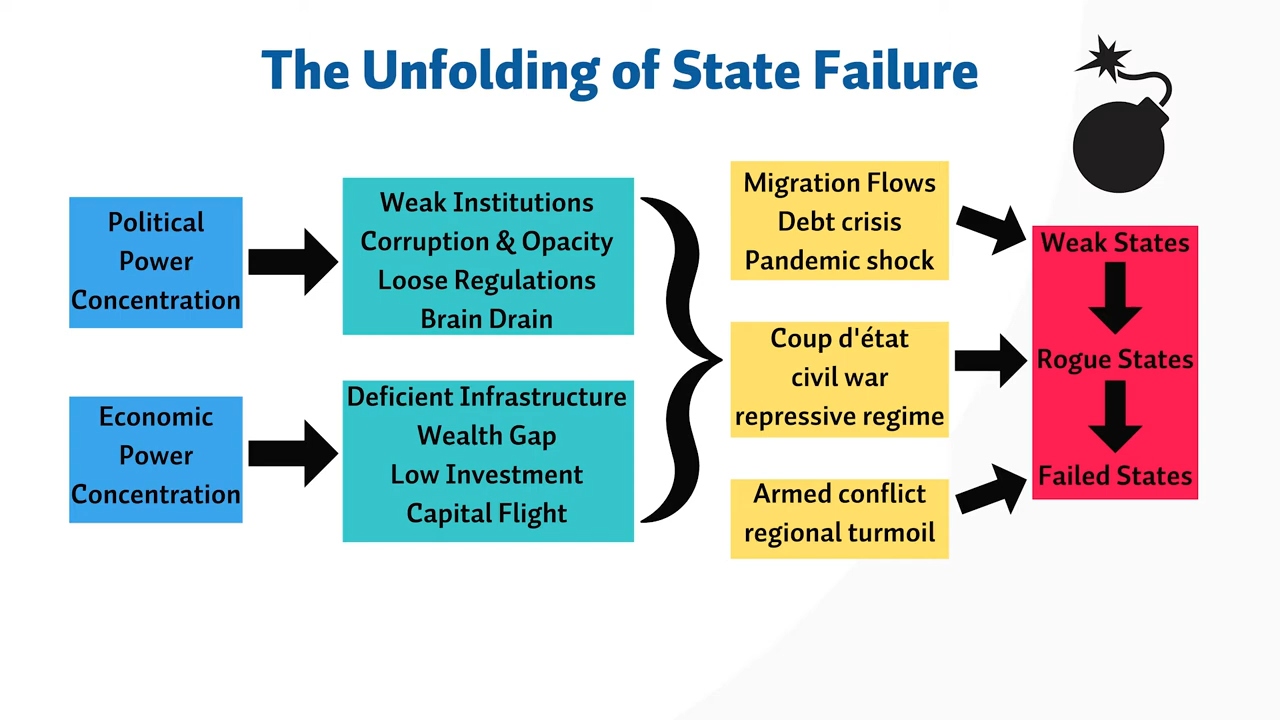 The Unfolding of State Failure
Political
Power
Concentration
Weak Institutions
Corruption & Opacity
Loose Regulations
Brain Drain
Economic
Power
Concentration
Deficient Infrastructure
Wealth Gap
Low Investment
Capital Flight
Migration Flows
Debt crisis
Pandemic shock
Coup d'état
civil war
repressive regime
Armed conflict
regional turmoil
Weak States
Rogue States
Failed States